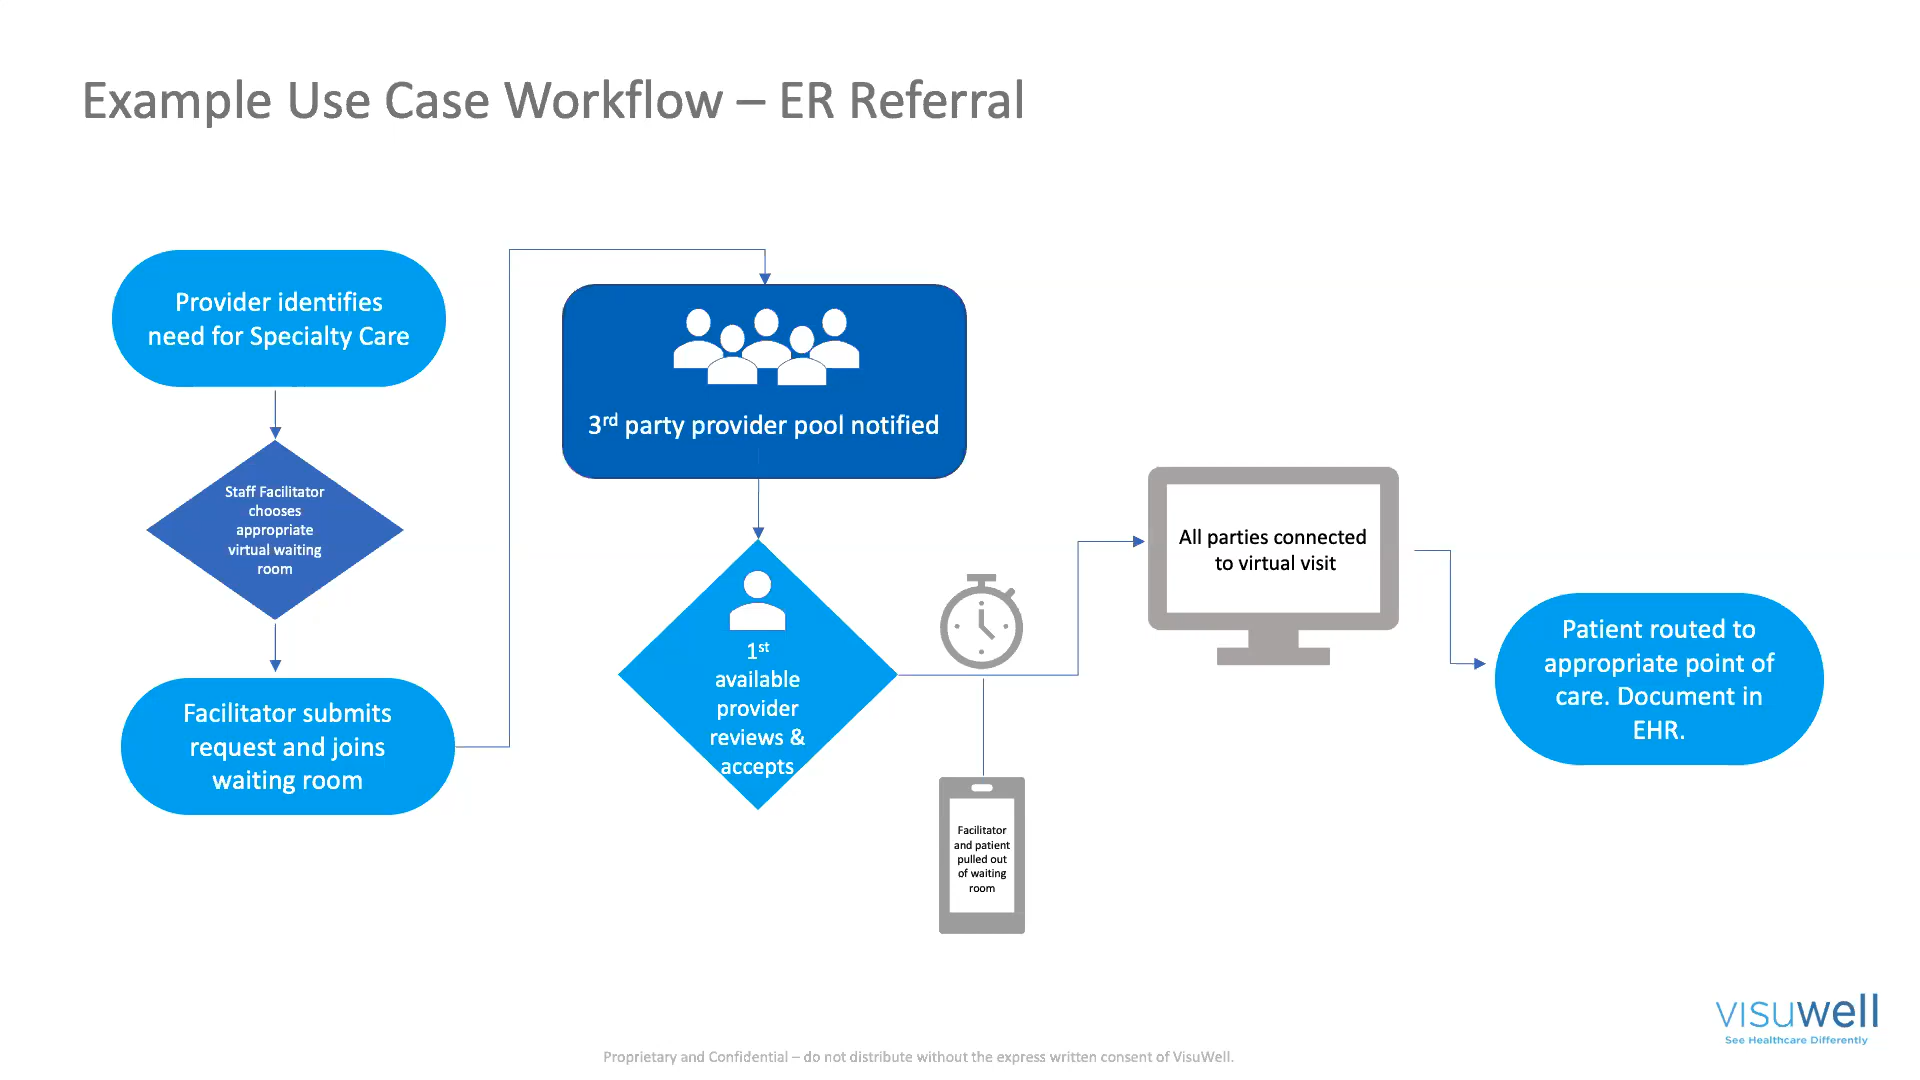 Example Use Case Workflow – ER Referral
Provider identifies
need for Specialty Care
Staff Facilitator
chooses
appropriate
virtual waiting
room
Facilitator submits
request and joins
waiting room
3rd party provider pool notified
1st
available
provider
reviews &
accepts
Facilitator
and patient
pulled out
of waiting
room
All parties connected
to virtual visit
Patient routed to
appropriate point of
care. Document in
EHR.
visuwell
See Healthcare Differently
Proprietary and Confidential – do not distribute without the express written consent of VisuWell.